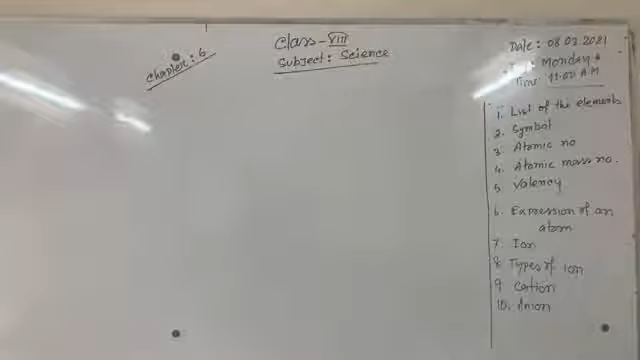 Chapter: 6
Class - VIII
Subject: Science
Date: 08.03.2021
Monday
Time: 11:00 A.M
1. List of the elements
2. Symbol
3. Atomic no
4. Atomic mass no.
5. Valency
6. Expression of an
atom
7. Ion
8. Types of ion
9. Cation
10. Anion